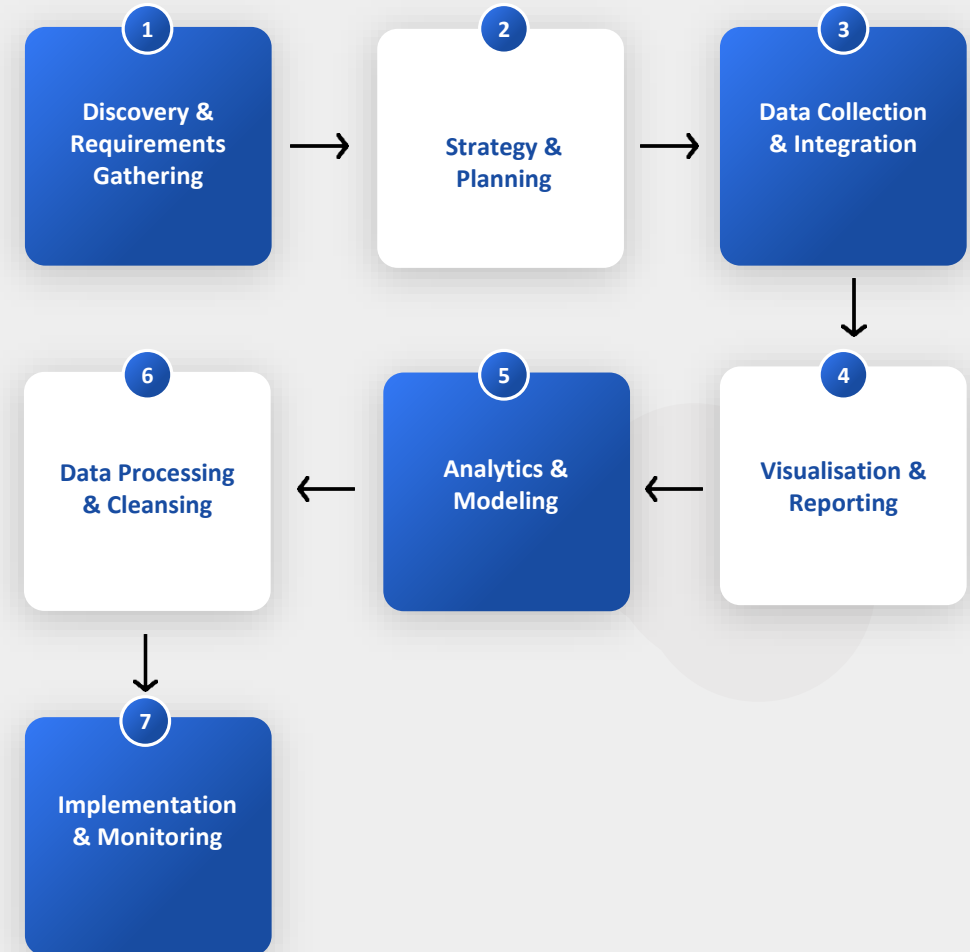 1
Discovery &
Requirements
Gathering
2
Strategy &
Planning
3
Data Collection
& Integration
4
Visualisation &
Reporting
5
Analytics &
Modeling
6
Data Processing
& Cleansing
7
Implementation
& Monitoring